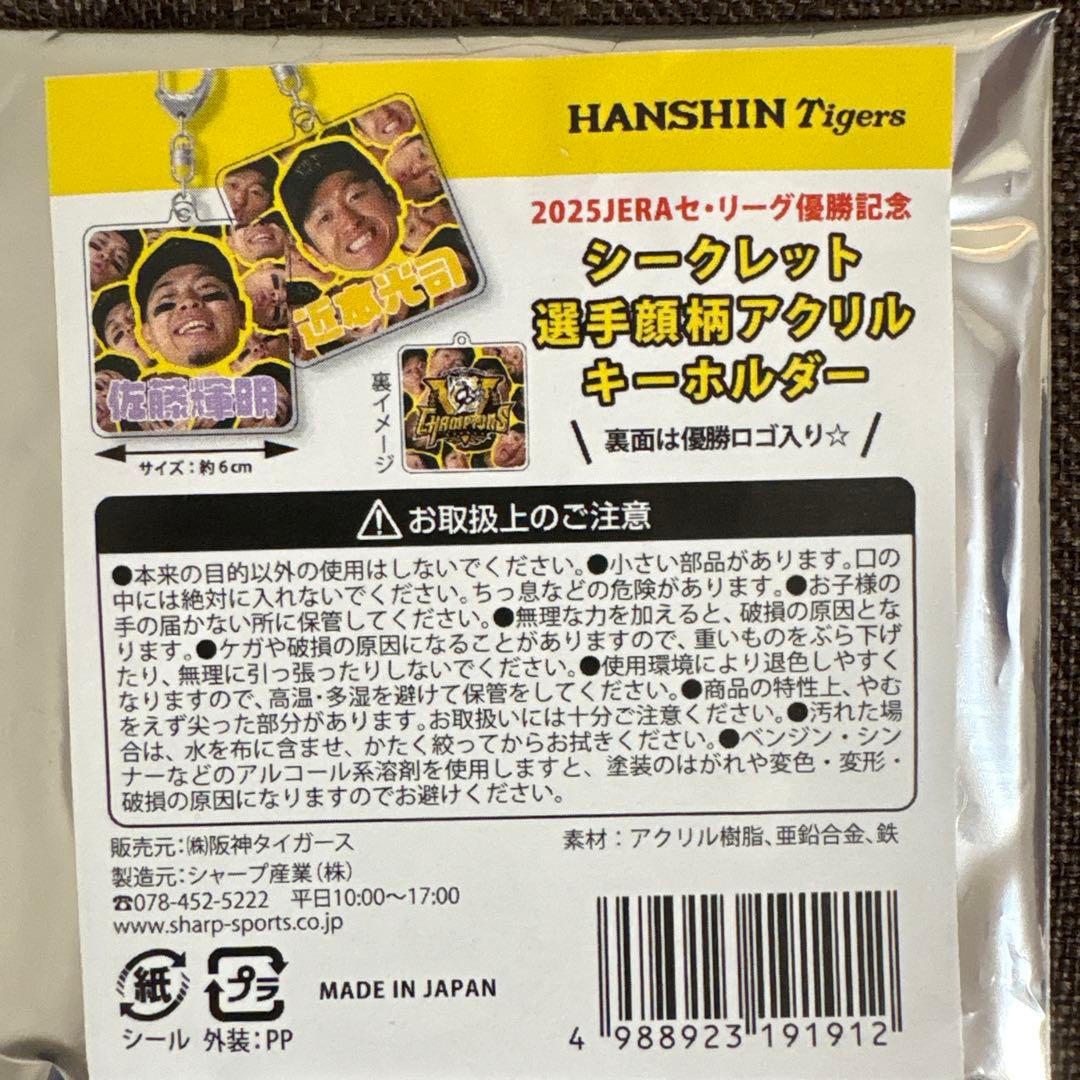 HANSHIN Tigers
2025JERAセ・リーグ優勝記念
シークレット
選手顔柄アクリル
キーホルダー
裏面は優勝ロゴ入り☆
近本光司
佐藤輝明
裏イメージ
CHAMPIONS
サイズ：約6cm
お取扱上のご注意
●本来の目的以外の使用はしないでください。●小さい部品があります。口の
中には絶対に入れないでください。ちっ息などの危険があります。●お子様の
手の届かない所に保管してください。●無理な力を加えると、破損の原因とな
ります。●ケガや破損の原因になることがありますので、重いものをぶら下げ
たり、無理に引っ張ったりしないでください。●使用環境により退色しやすく
なりますので、高温・多湿を避けて保管をしてください。●商品の特性上、やむ
をえず尖った部分があります。お取扱いには十分ご注意ください。●汚れた場
合は、水を布に含ませ、かたく絞ってからお拭きください。●ベンジン・シン
ナーなどのアルコール系溶剤を使用しますと、塗装のはがれや変色・変形・
破損の原因になりますのでお避けください。
販売元：㈱阪神タイガース
素材：アクリル樹脂、亜鉛合金、鉄
製造元：シャープ産業（株）
☎078-452-5222 平日10:00〜17:00
www.sharp-sports.co.jp
紙
プラ
MADE IN JAPAN
シール 外装：PP
4 988923 191912